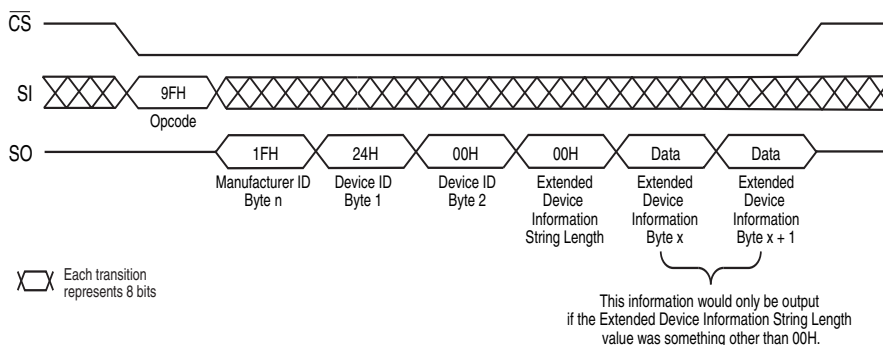 CS
SI
9FH
Opcode
SO
1FH
24H
00H
00H
Data
Data
Manufacturer ID
Byte n
Device ID
Byte 1
Device ID
Byte 2
Extended
Device
Information
String Length
Extended
Device
Information
Byte x
Extended
Device
Information
Byte x + 1
Each transition
represents 8 bits
This information would only be output
if the Extended Device Information String Length
value was something other than 00H.